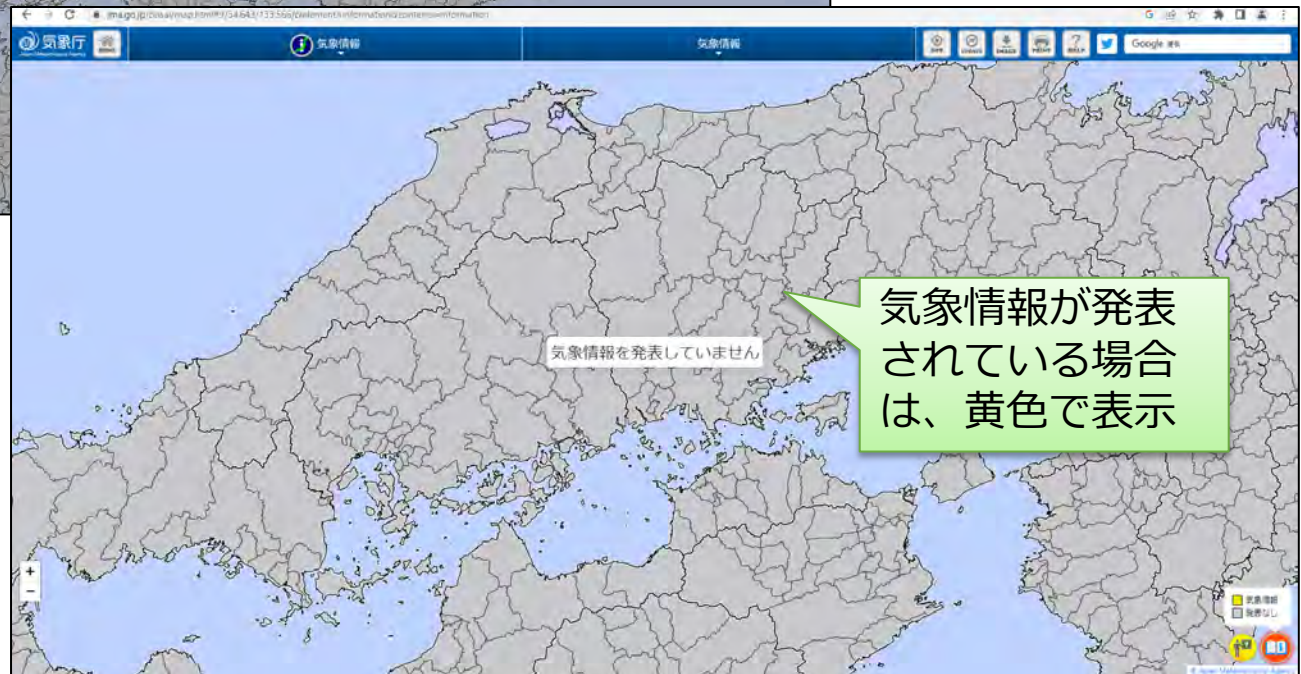 気象庁
気象情報
気象情報
HELP
Google
気象情報を発表していません
気象情報が発表
されている場合
は、黄色で表示
+
−
気象情報
発表なし